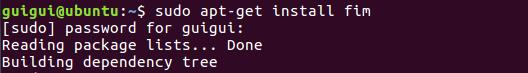 guigui@ubuntu:~$ sudo apt-get install fim
[sudo] password for guigui:
Reading package lists... Done
Building dependency tree